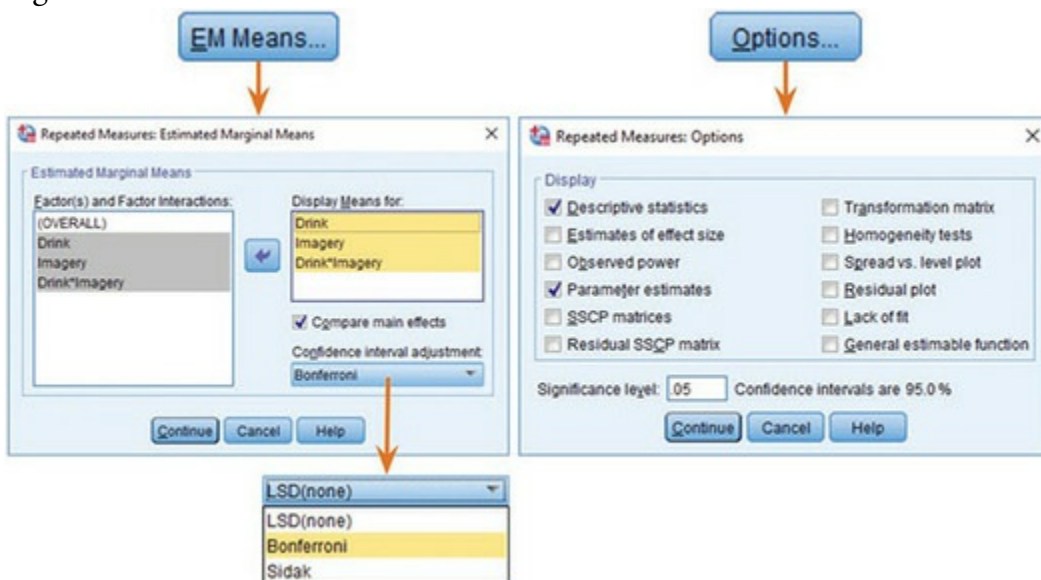 EM Means...
Options...
Repeated Measures: Estimated Marginal Means
Estimated Marginal Means
Factor(s) and Factor Interactions:
(OVERALL)
Drink
Imagery
Drink*Imagery
Display Means for:
Drink
Imagery
Drink*Imagery
Compare main effects
Confidence interval adjustment:
Bonferroni
Continue Cancel Help
LSD(none)
LSD(none)
Bonferroni
Sidak
Repeated Measures: Options
Display
Descriptive statistics
Estimates of effect size
Observed power
Parameter estimates
SSCP matrices
Residual SSCP matrix
Transformation matrix
Homogeneity tests
Spread vs. level plot
Residual plot
Lack of fit
General estimable function
Significance level: .05 Confidence intervals are 95.0 %
Continue Cancel Help